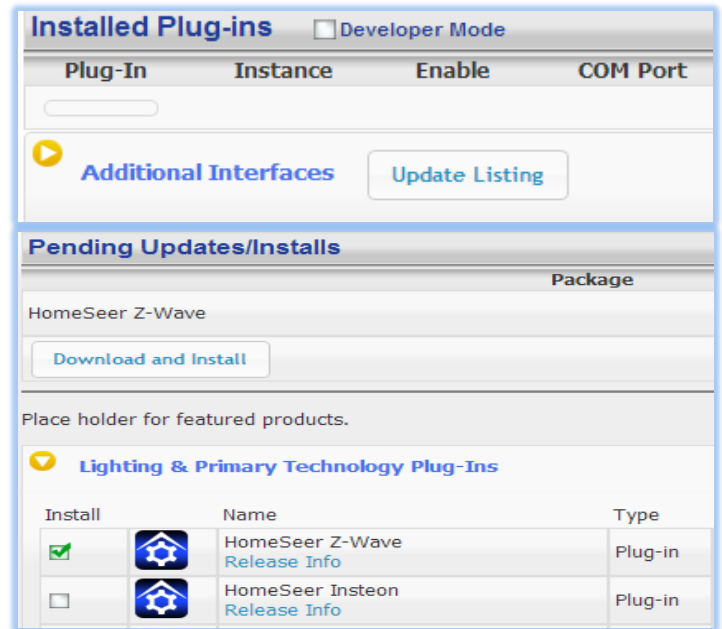 Installed Plug-ins Developer Mode
Plug-In Instance Enable COM Port
Additional Interfaces Update Listing
Pending Updates/Installs
Package
HomeSeer Z-Wave
Download and Install
Place holder for featured products.
Lighting & Primary Technology Plug-Ins
Install Name Type
HomeSeer Z-Wave
Release Info
Plug-in
HomeSeer Insteon
Release Info
Plug-in